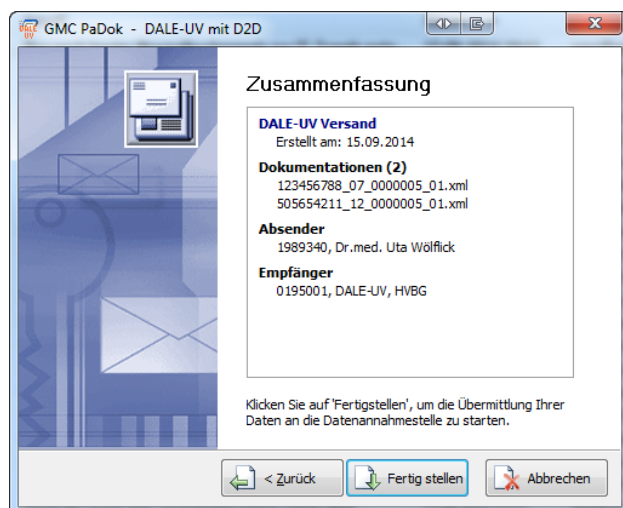 GMC PaDok - DALE-UV mit D2D
Zusammenfassung
DALE-UV Versand
Erstellt am: 15.09.2014
Dokumentationen (2)
123456788_07_0000005_01.xml
505654211_12_0000005_01.xml
Absender
1989340, Dr.med. Uta Wölflick
Empfänger
0195001, DALE-UV, HVBG
Klicken Sie auf 'Fertigstellen', um die Übermittlung Ihrer
Daten an die Datenannahmestelle zu starten.
< Zurück
Fertig stellen
Abbrechen